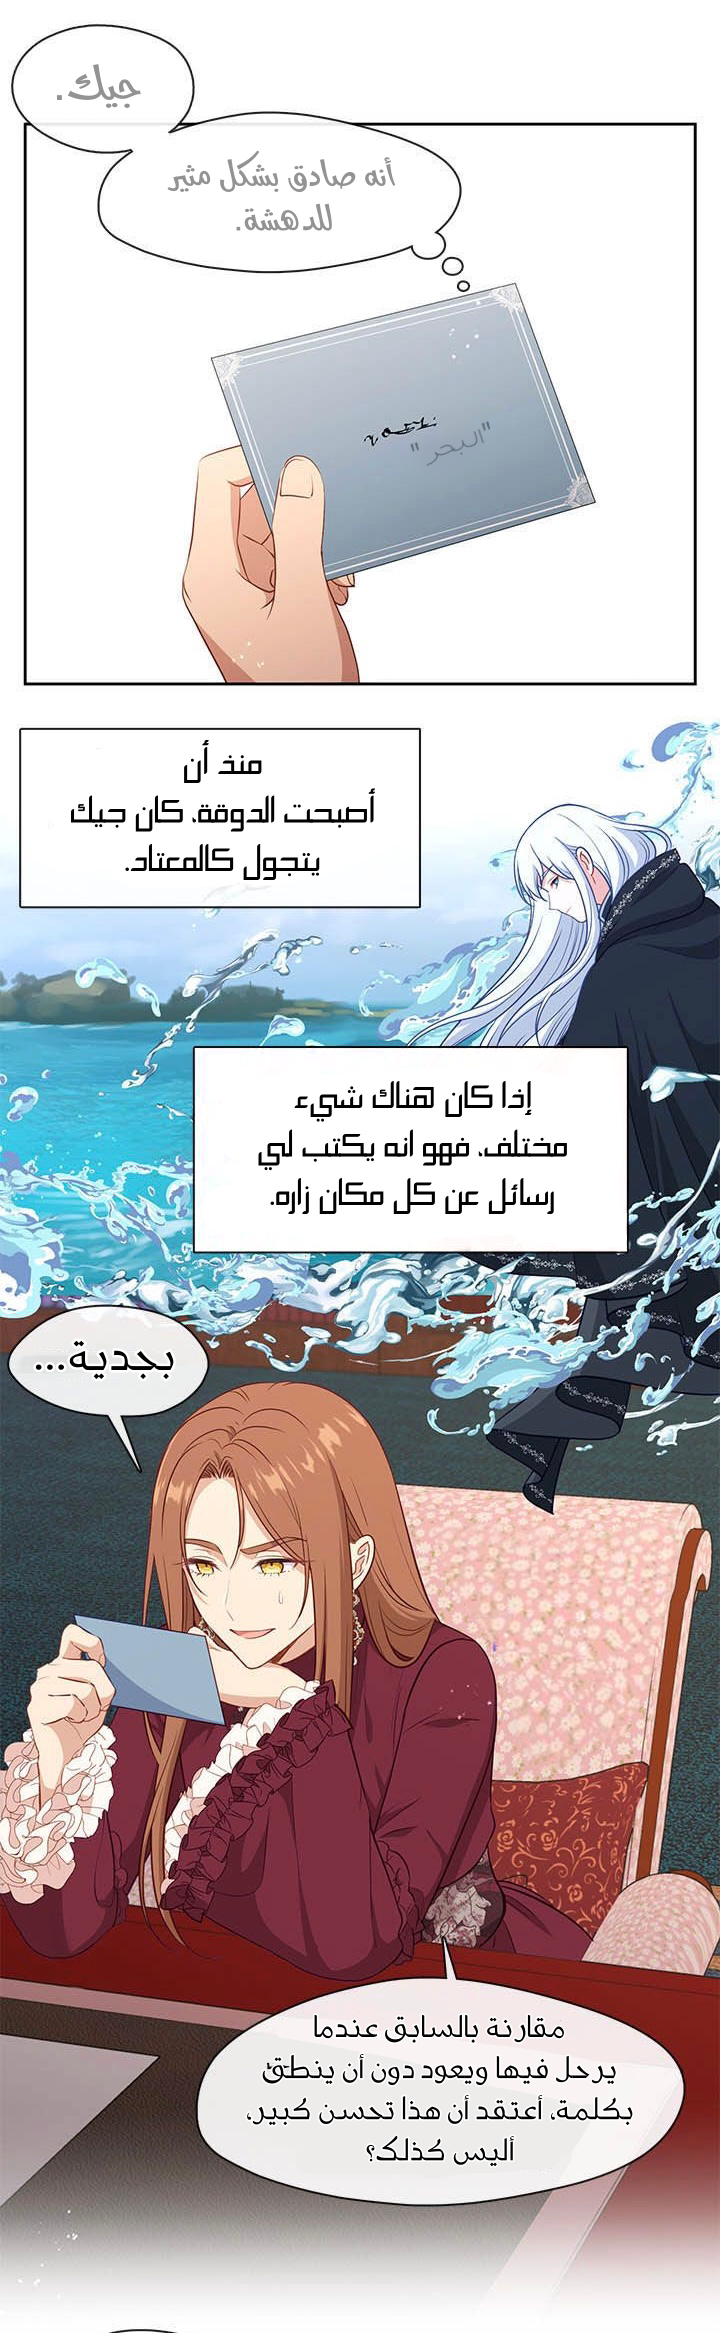 جيك.
أنه صادق بشكل مثير
للدهشة.
"البحر"
منذ أن
أصبحت الدوقة، كان جيك
يتجول كالمعتاد.
إذا كان هناك شيء
مختلف، فهو انه يكتب لي
رسائل عن كل مكان زاره.
بجدية...
مقارنة بالسابق عندما
يرحل فيها ويعود دون أن ينطق
بكلمة، أعتقد أن هذا تحسن كبير،
أليس كذلك؟